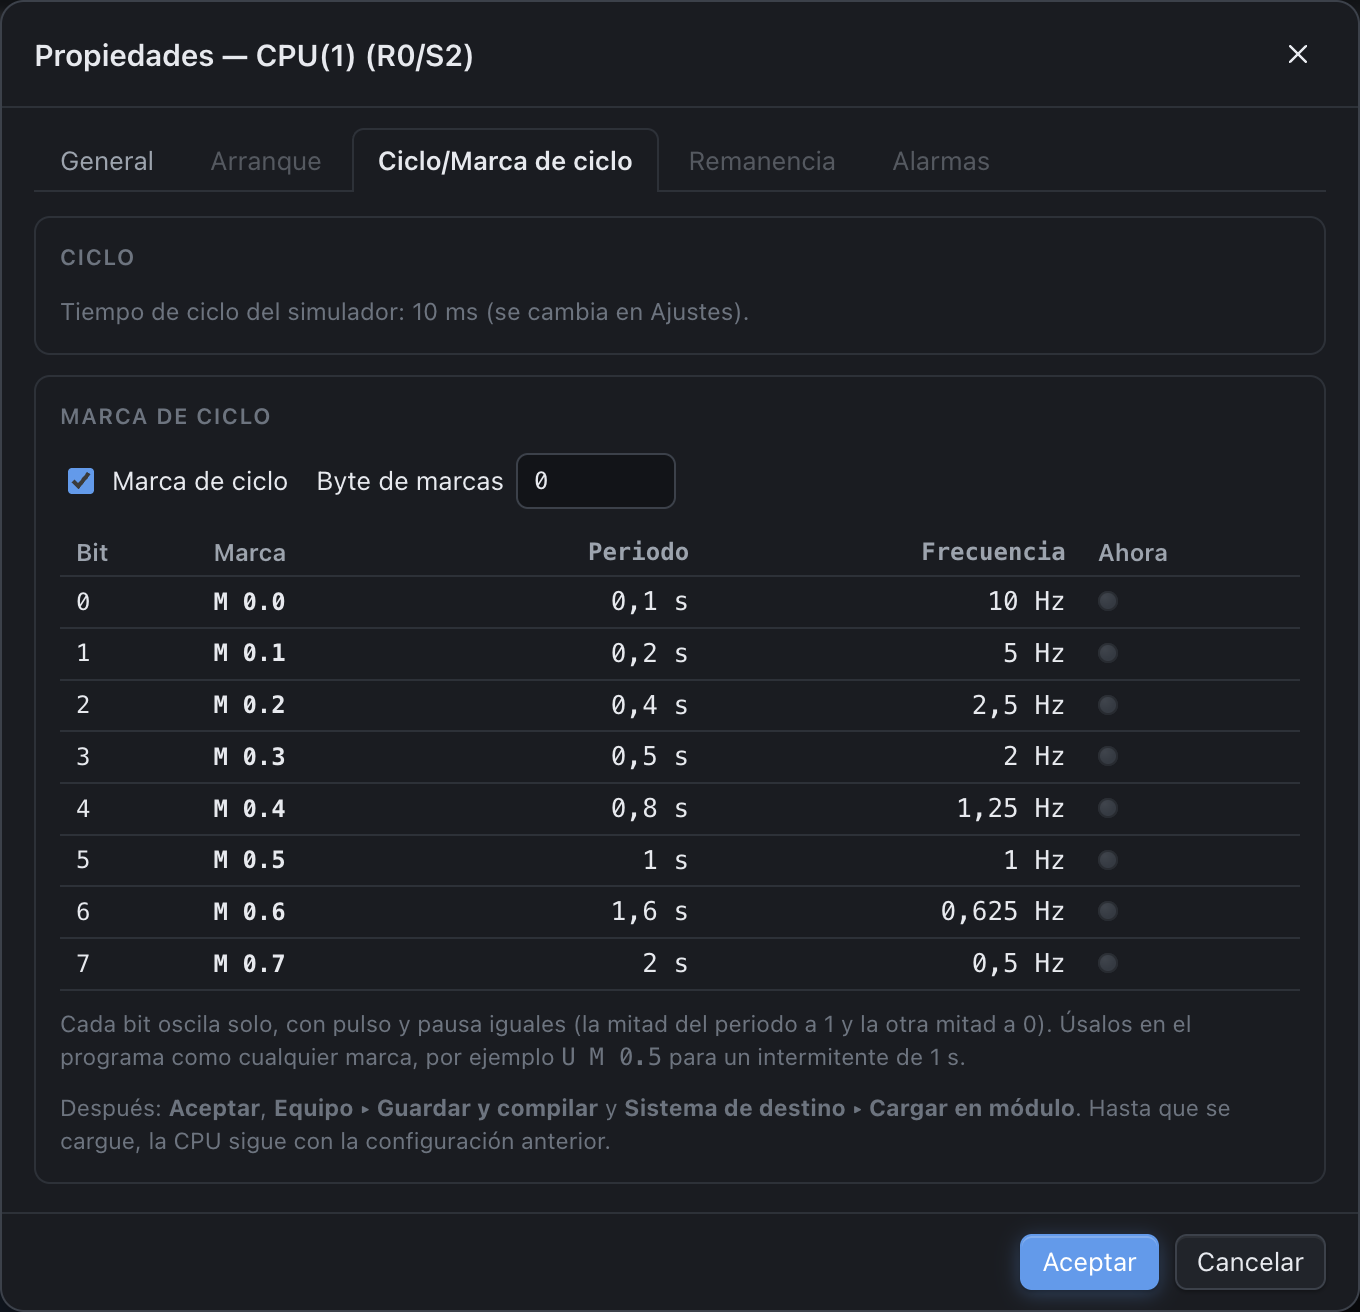 Propiedades — CPU(1) (R0/S2)
General Arranque Ciclo/Marca de ciclo Remanencia Alarmas
CICLO
Tiempo de ciclo del simulador: 10 ms (se cambia en Ajustes).
MARCA DE CICLO
Marca de ciclo Byte de marcas 0
Bit Marca Periodo Frecuencia Ahora
0 M 0.0 0,1 s 10 Hz
1 M 0.1 0,2 s 5 Hz
2 M 0.2 0,4 s 2,5 Hz
3 M 0.3 0,5 s 2 Hz
4 M 0.4 0,8 s 1,25 Hz
5 M 0.5 1 s 1 Hz
6 M 0.6 1,6 s 0,625 Hz
7 M 0.7 2 s 0,5 Hz
Cada bit oscila solo, con pulso y pausa iguales (la mitad del periodo a 1 y la otra mitad a 0). Úsalos en el
programa como cualquier marca, por ejemplo U M 0.5 para un intermitente de 1 s.
Después: Aceptar, Equipo ▸ Guardar y compilar y Sistema de destino ▸ Cargar en módulo. Hasta que se
cargue, la CPU sigue con la configuración anterior.
Aceptar Cancelar